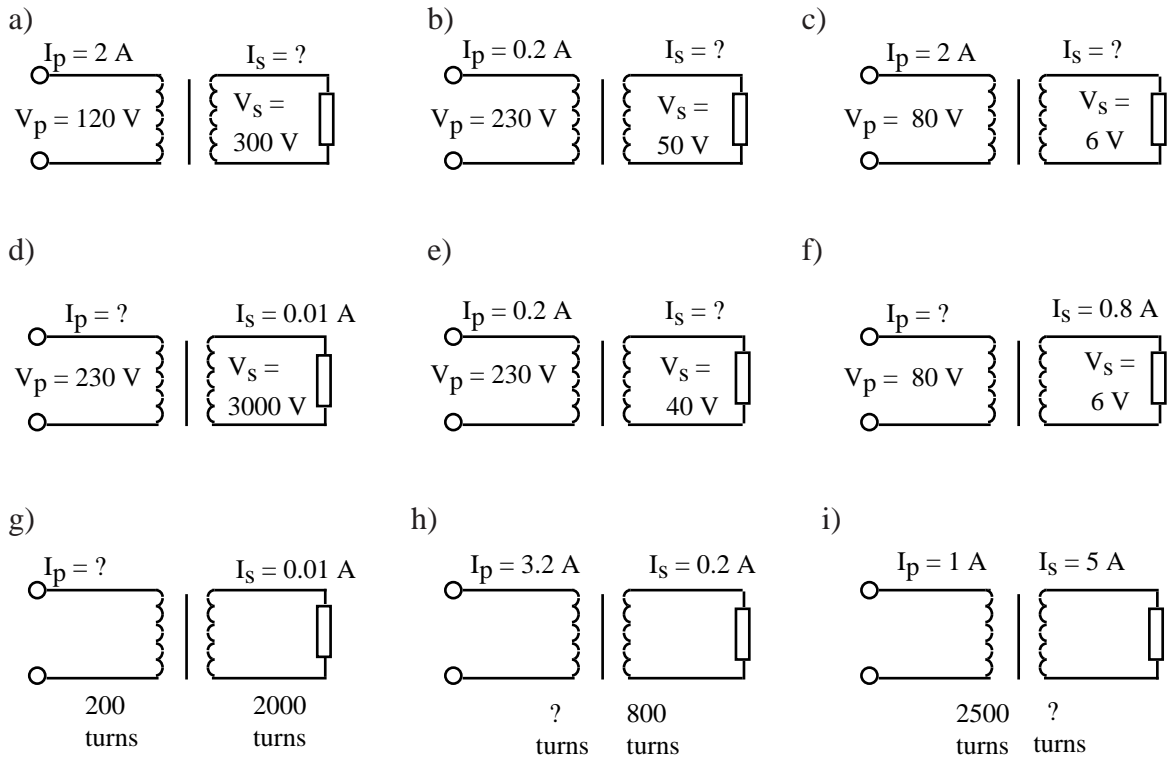 a)
I_p = 2 A
I_s = ?
V_p = 120 V
V_s =
300 V
b)
I_p = 0.2 A
I_s = ?
V_p = 230 V
V_s =
50 V
c)
I_p = 2 A
I_s = ?
V_p = 80 V
V_s =
6 V
d)
I_p = ?
I_s = 0.01 A
V_p = 230 V
V_s =
3000 V
e)
I_p = 0.2 A
I_s = ?
V_p = 230 V
V_s =
40 V
f)
I_p = ?
I_s = 0.8 A
V_p = 80 V
V_s =
6 V
g)
I_p = ?
I_s = 0.01 A
200
turns
2000
turns
h)
I_p = 3.2 A
I_s = 0.2 A
?
turns
800
turns
i)
I_p = 1 A
I_s = 5 A
2500
turns
?
turns